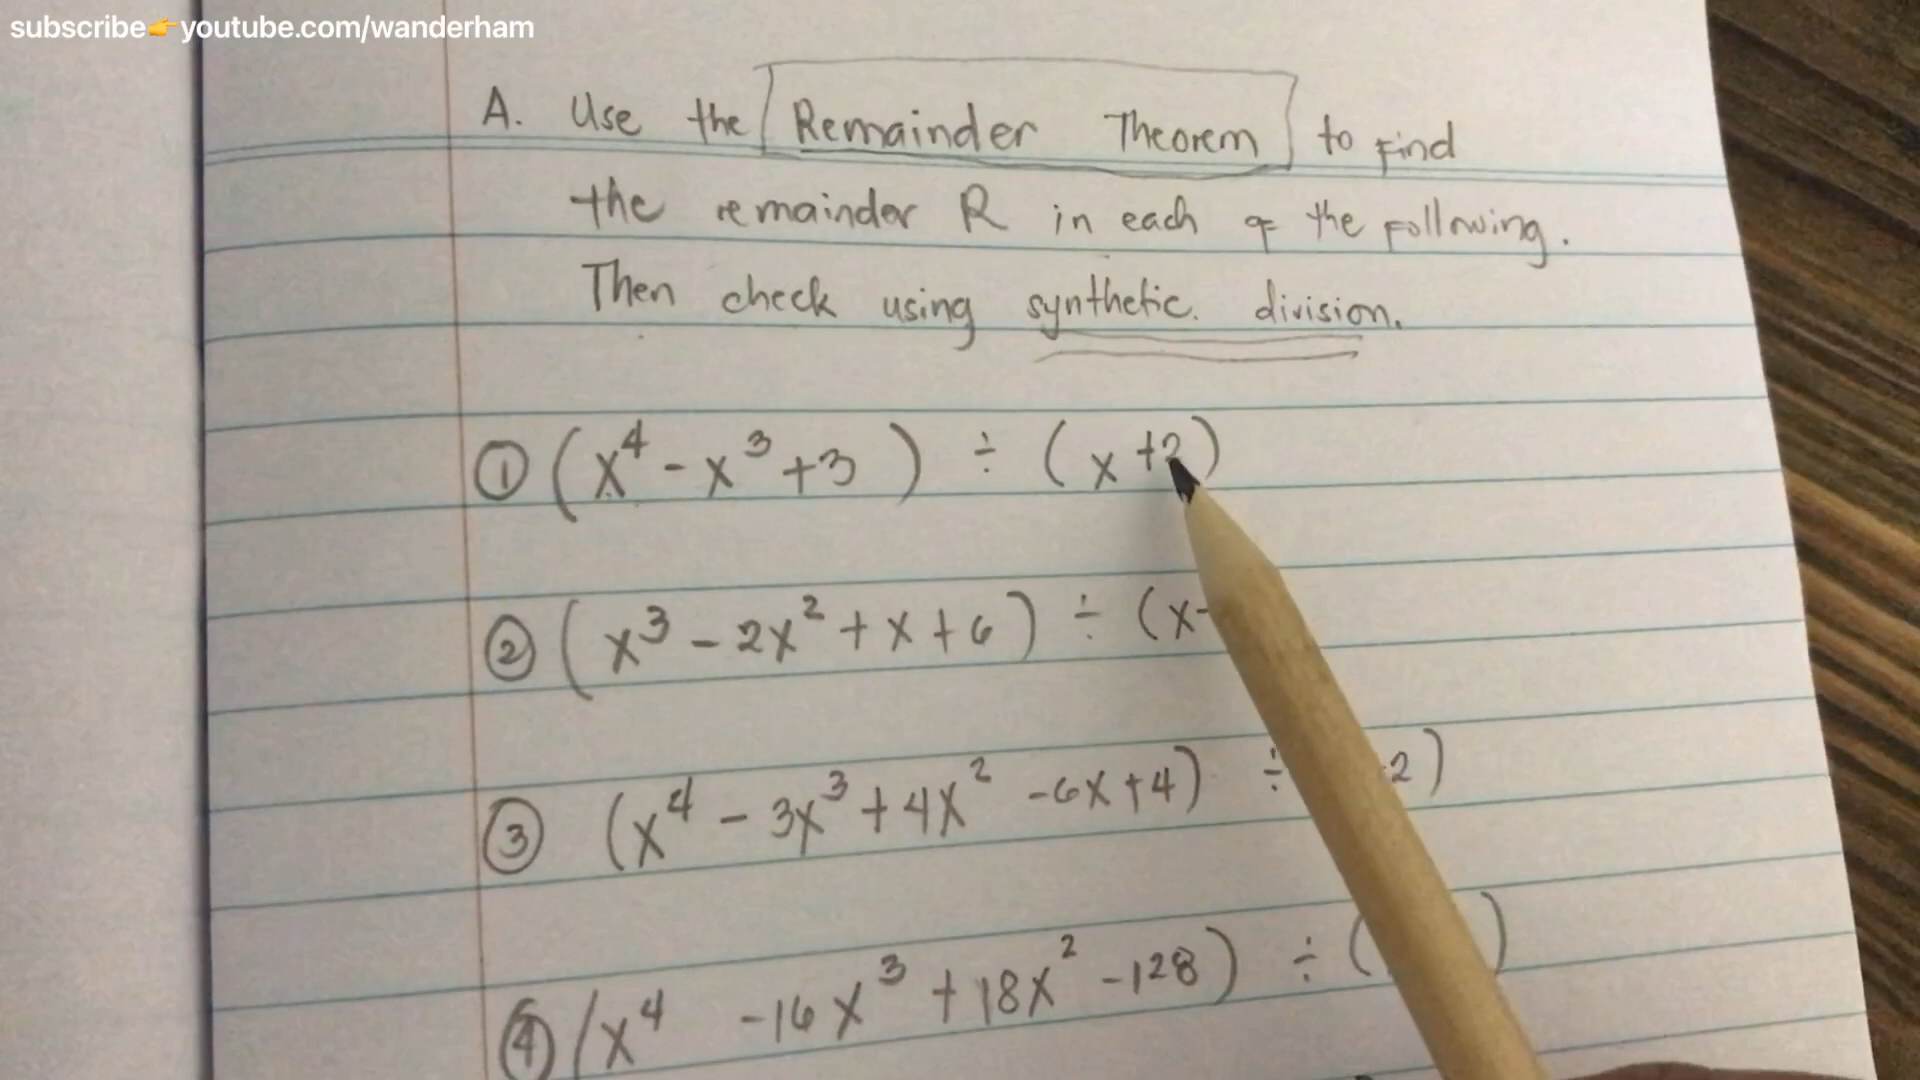 subscribe👉youtube.com/wanderham
A. Use the Remainder Theorem to find
the remainder R in each of the following.
Then check using synthetic division.
① (x⁴ - x³ + 3) ÷ (x + 2)
② (x³ - 2x² + x + 6) ÷ (x-
③ (x⁴ - 3x³ + 4x² - 6x + 4) ÷ 2)
④ (x⁴ - 16x³ + 18x² - 128) ÷ ( )